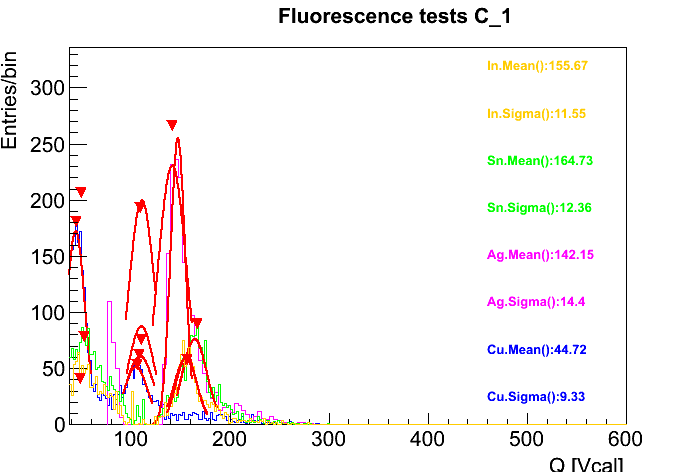 Fluorescence tests C_1
Entries/bin
300
250
200
150
100
50
0
100
200
300
400
500
600
Q [Vcal]
In.Mean():155.67
In.Sigma():11.55
Sn.Mean():164.73
Sn.Sigma():12.36
Ag.Mean():142.15
Ag.Sigma():14.4
Cu.Mean():44.72
Cu.Sigma():9.33